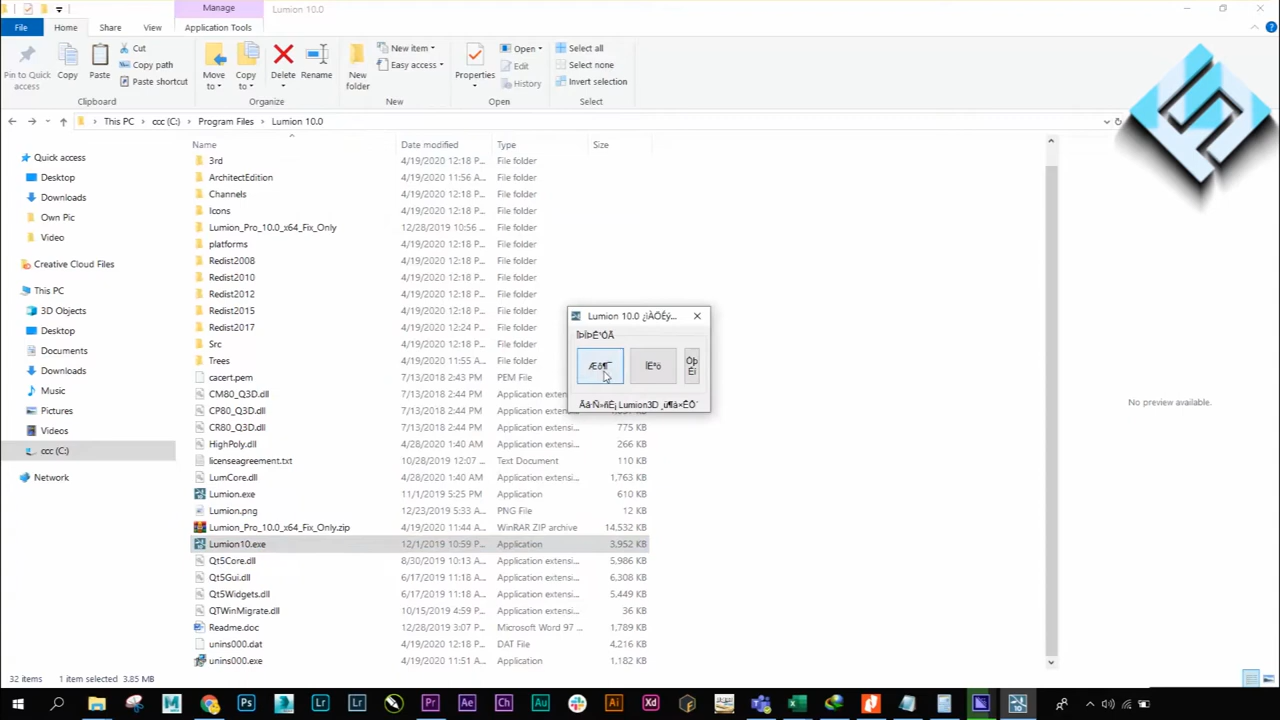 Manage
Lumion 10.0
File
Home
Share
View
Application Tools
Pin to Quick access
Copy
Paste
Cut
Copy path
Paste shortcut
Clipboard
Move to
Copy to
Delete
Rename
Organize
New folder
New item
Easy access
New
Properties
Open
Edit
History
Open
Select all
Select none
Invert selection
Select
This PC
ccc (C:)
Program Files
Lumion 10.0
Quick access
Desktop
Downloads
Own Pic
Video
Creative Cloud Files
This PC
3D Objects
Desktop
Documents
Downloads
Music
Pictures
Videos
ccc (C:)
Network
Name Date modified Type Size
3rd 4/19/2020 12:18 P... File folder
ArchitectEdition 4/19/2020 11:56 A... File folder
Channels 4/19/2020 12:18 P... File folder
Icons 4/19/2020 12:18 P... File folder
Lumion_Pro_10.0_x64_Fix_Only 12/28/2019 10:56 ... File folder
platforms 4/19/2020 12:18 P... File folder
Redist2008 4/19/2020 12:18 P... File folder
Redist2010 4/19/2020 12:18 P... File folder
Redist2012 4/19/2020 12:18 P... File folder
Redist2015 4/19/2020 12:18 P... File folder
Redist2017 4/19/2020 12:24 P... File folder
Src 4/19/2020 12:18 P... File folder
Trees 4/19/2020 11:55 A... File folder
cacert.pem 7/13/2018 2:43 PM PEM File
CM80_Q3D.dll 7/13/2018 2:43 PM Application extensi...
CP80_Q3D.dll 7/13/2018 2:43 PM Application extensi...
CR80_Q3D.dll 7/13/2018 2:43 PM Application extensi... 775 KB
HighPoly.dll 4/28/2020 1:40 AM Application extensi... 266 KB
licenseagreement.txt 10/28/2019 12:07 ... Text Document 110 KB
LumCore.dll 4/28/2020 1:40 AM Application extensi... 1,763 KB
Lumion.exe 11/1/2019 5:25 PM Application 610 KB
Lumion.png 12/23/2019 5:33 A... PNG File 12 KB
Lumion_Pro_10.0_x64_Fix_Only.zip 4/19/2020 11:44 A... WinRAR ZIP archive 14,532 KB
Lumion10.exe 12/1/2019 10:59 P... Application 3,952 KB
Qt5Core.dll 8/30/2019 10:13 A... Application extensi... 5,986 KB
Qt5Gui.dll 6/17/2019 11:18 A... Application extensi... 6,308 KB
Qt5Widgets.dll 6/17/2019 11:18 A... Application extensi... 5,449 KB
QTWinMigrate.dll 10/15/2019 4:59 P... Application extensi... 36 KB
Readme.doc 12/28/2019 3:07 P... Microsoft Word 97 ... 1,789 KB
unins000.dat 4/19/2020 12:18 P... DAT File 4,216 KB
unins000.exe 4/19/2020 11:51 A... Application 1,182 KB
Lumion 10.0
Lumion3D
No preview available.
32 items 1 item selected 3.85 MB
Ps
Lr
Lr
Pr
Ae
Ch
Au
Ai
Xd